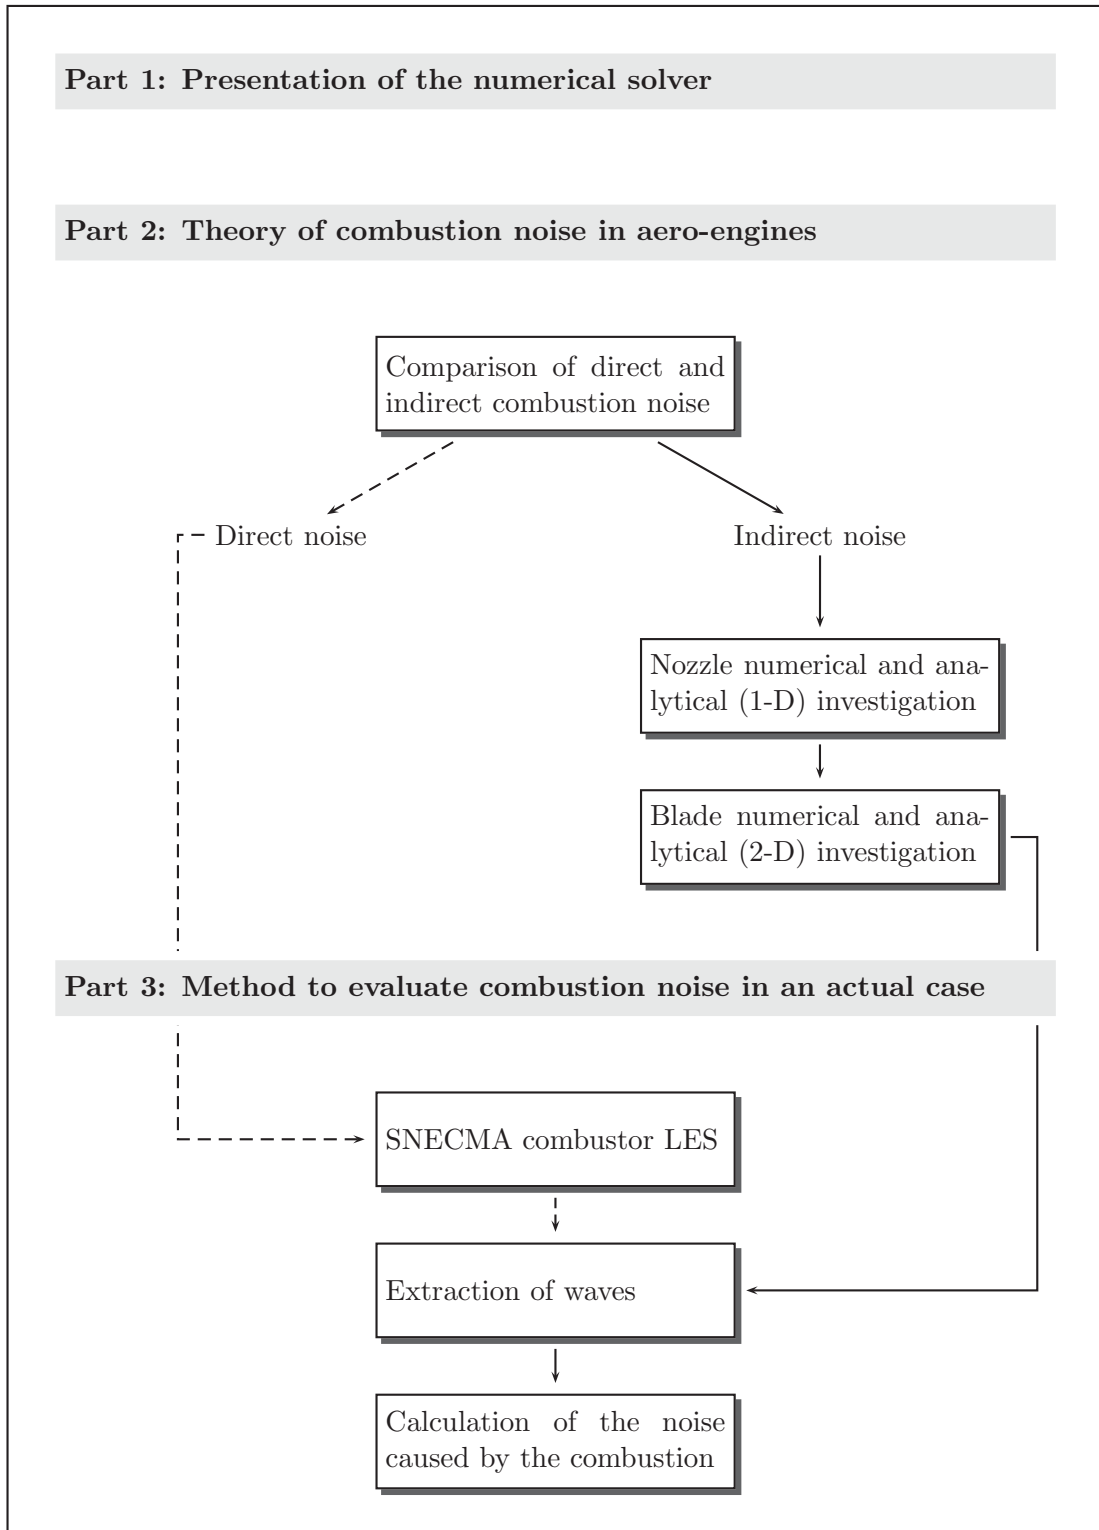 Part 1: Presentation of the numerical solver
Part 2: Theory of combustion noise in aero-engines
Comparison of direct and
indirect combustion noise
Direct noise
Indirect noise
Nozzle numerical and ana-
lytical (1-D) investigation
Blade numerical and ana-
lytical (2-D) investigation
Part 3: Method to evaluate combustion noise in an actual case
SNECMA combustor LES
Extraction of waves
Calculation of the noise
caused by the combustion